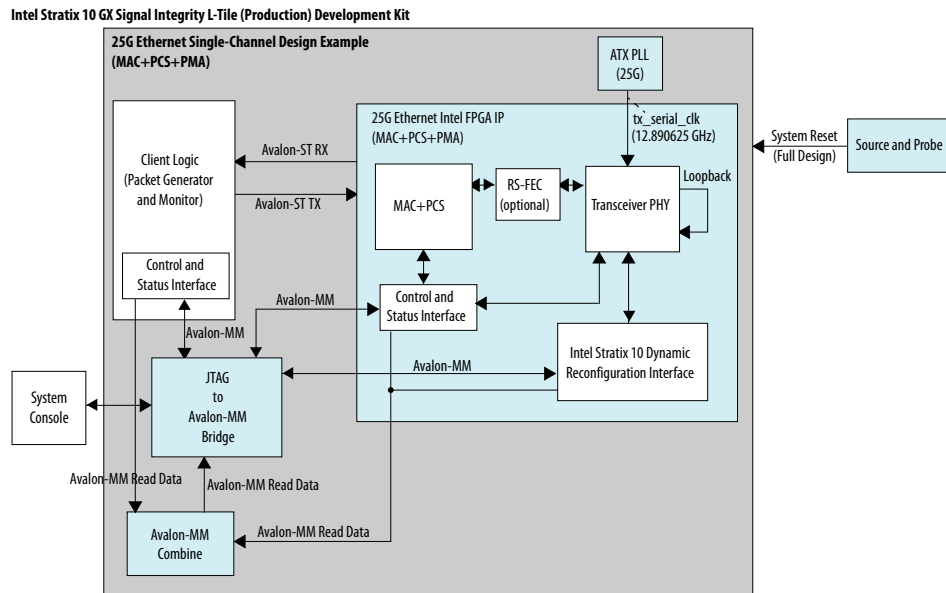 Intel Stratix 10 GX Signal Integrity L-Tile (Production) Development Kit
25G Ethernet Single-Channel Design Example
(MAC+PCS+PMA)
ATX PLL
(25G)
tx_serial_clk
(12.890625 GHz)
25G Ethernet Intel FPGA IP
(MAC+PCS+PMA)
System Reset
(Full Design)
Source and Probe
Client Logic
(Packet Generator
and Monitor)
Avalon-ST RX
Avalon-ST TX
MAC+PCS
RS-FEC
(optional)
Transceiver PHY
Loopback
Control and
Status Interface
Avalon-MM
Avalon-MM
Control and
Status Interface
JTAG
to
Avalon-MM
Bridge
Avalon-MM
Intel Stratix 10 Dynamic
Reconfiguration Interface
System
Console
Avalon-MM Read Data
Avalon-MM Read Data
Avalon-MM
Combine
Avalon-MM Read Data